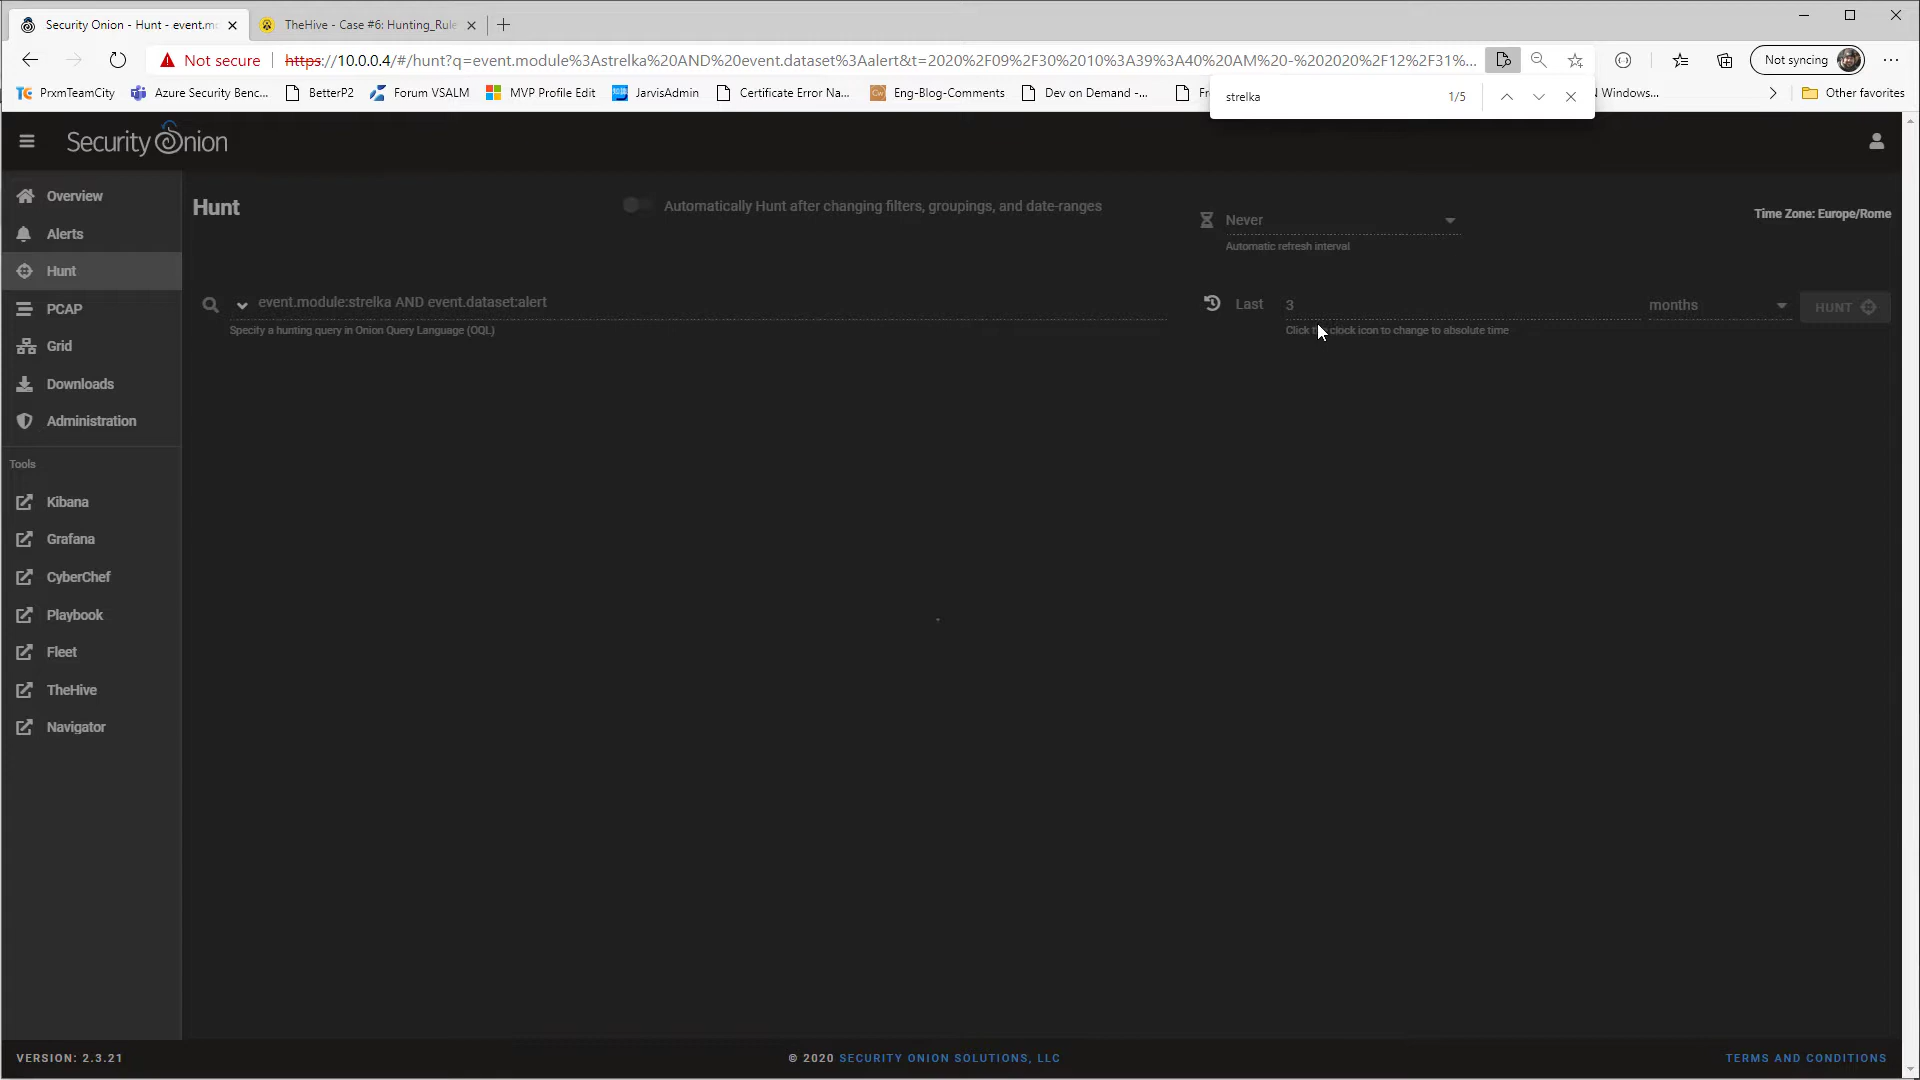 Security Onion - Hunt - event.m
TheHive - Case #6: Hunting_Rule
Not secure
https://10.0.0.4/#/hunt?q=event.module%3Astrelka%20AND%20event.dataset%3Aalert&t=2020%2F09%2F30%2010%3A39%3A40%20AM%20-%202020%2F12%2F31%...
Not syncing
PrxmTeamCity
Azure Security Benc...
BetterP2
Forum VSALM
MVP Profile Edit
JarvisAdmin
Certificate Error Na...
Eng-Blog-Comments
Dev on Demand -...
Windows...
Other favorites
strelka
1/5
Security Onion
Overview
Alerts
Hunt
PCAP
Grid
Downloads
Administration
Tools
Kibana
Grafana
CyberChef
Playbook
Fleet
TheHive
Navigator
Hunt
Automatically Hunt after changing filters, groupings, and date-ranges
Never
Automatic refresh interval
Time Zone: Europe/Rome
event.module:strelka AND event.dataset:alert
Specify a hunting query in Onion Query Language (OQL)
Last
3
months
HUNT
Click the clock icon to change to absolute time
VERSION: 2.3.21
© 2020 SECURITY ONION SOLUTIONS, LLC
TERMS AND CONDITIONS